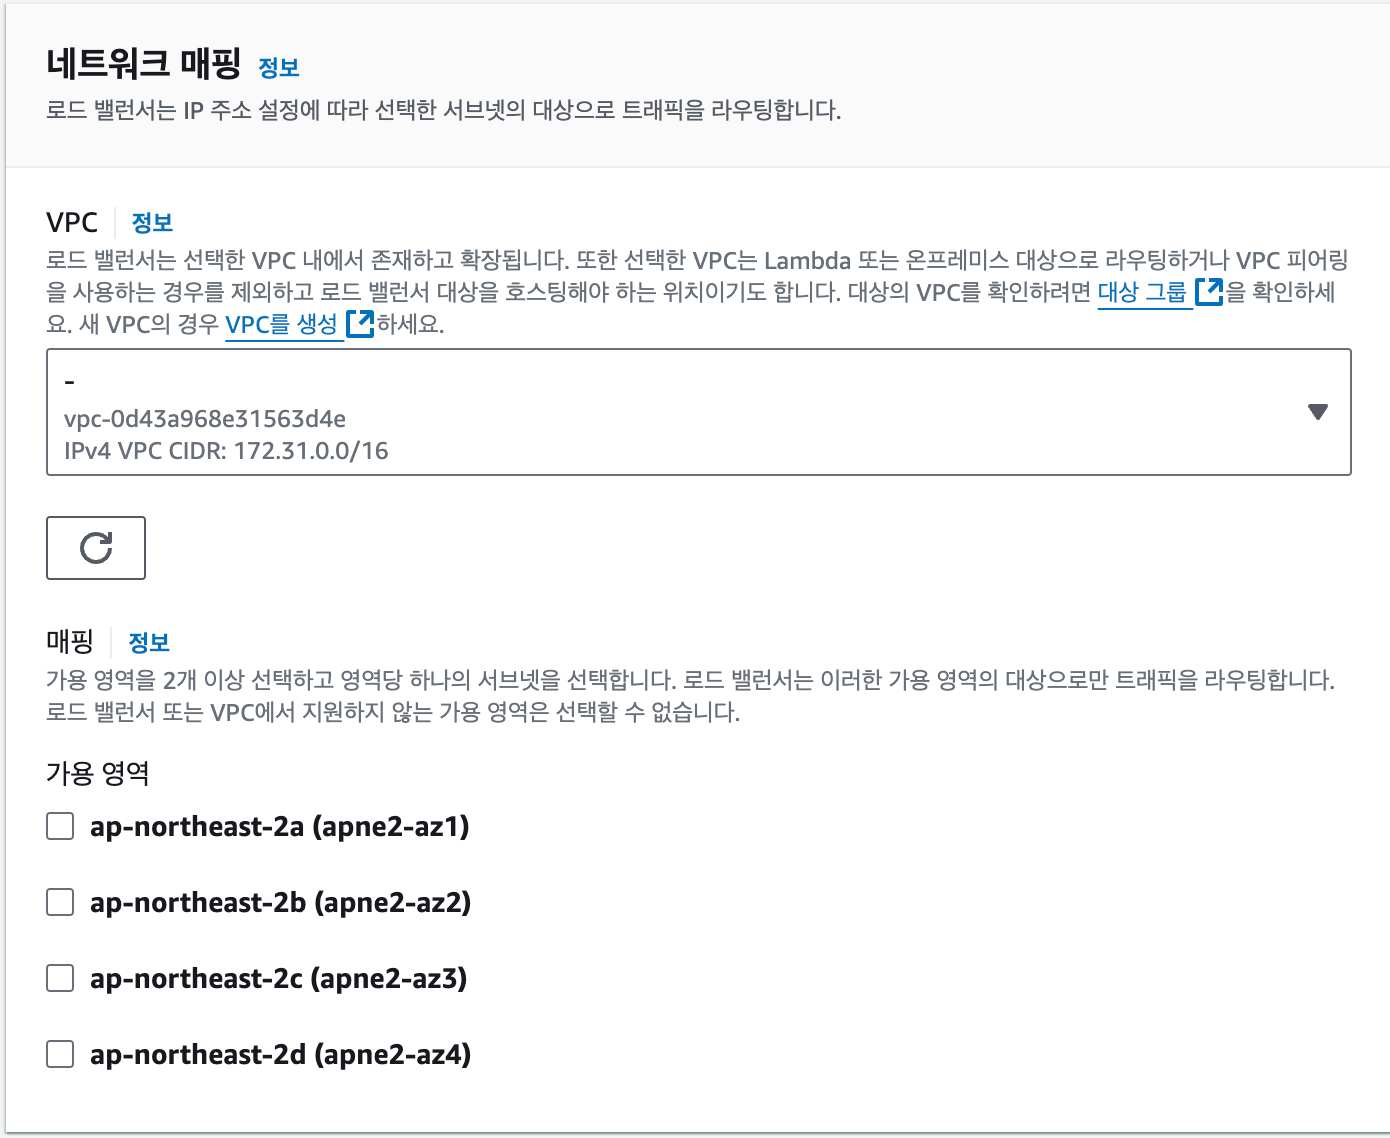 네트워크 매핑 정보
로드 밸런서는 IP 주소 설정에 따라 선택한 서브넷의 대상으로 트래픽을 라우팅합니다.
VPC 정보
로드 밸런서는 선택한 VPC 내에서 존재하고 확장됩니다. 또한 선택한 VPC는 Lambda 또는 온프레미스 대상으로 라우팅하거나 VPC 피어링
을 사용하는 경우를 제외하고 로드 밸런서 대상을 호스팅해야 하는 위치이기도 합니다. 대상의 VPC를 확인하려면 대상 그룹을 확인하세
요. 새 VPC의 경우 VPC를 생성하세요.
-
vpc-0d43a968e31563d4e
IPv4 VPC CIDR: 172.31.0.0/16
매핑 정보
가용 영역을 2개 이상 선택하고 영역당 하나의 서브넷을 선택합니다. 로드 밸런서는 이러한 가용 영역의 대상으로만 트래픽을 라우팅합니다.
로드 밸런서 또는 VPC에서 지원하지 않는 가용 영역은 선택할 수 없습니다.
가용 영역
ap-northeast-2a (apne2-az1)
ap-northeast-2b (apne2-az2)
ap-northeast-2c (apne2-az3)
ap-northeast-2d (apne2-az4)